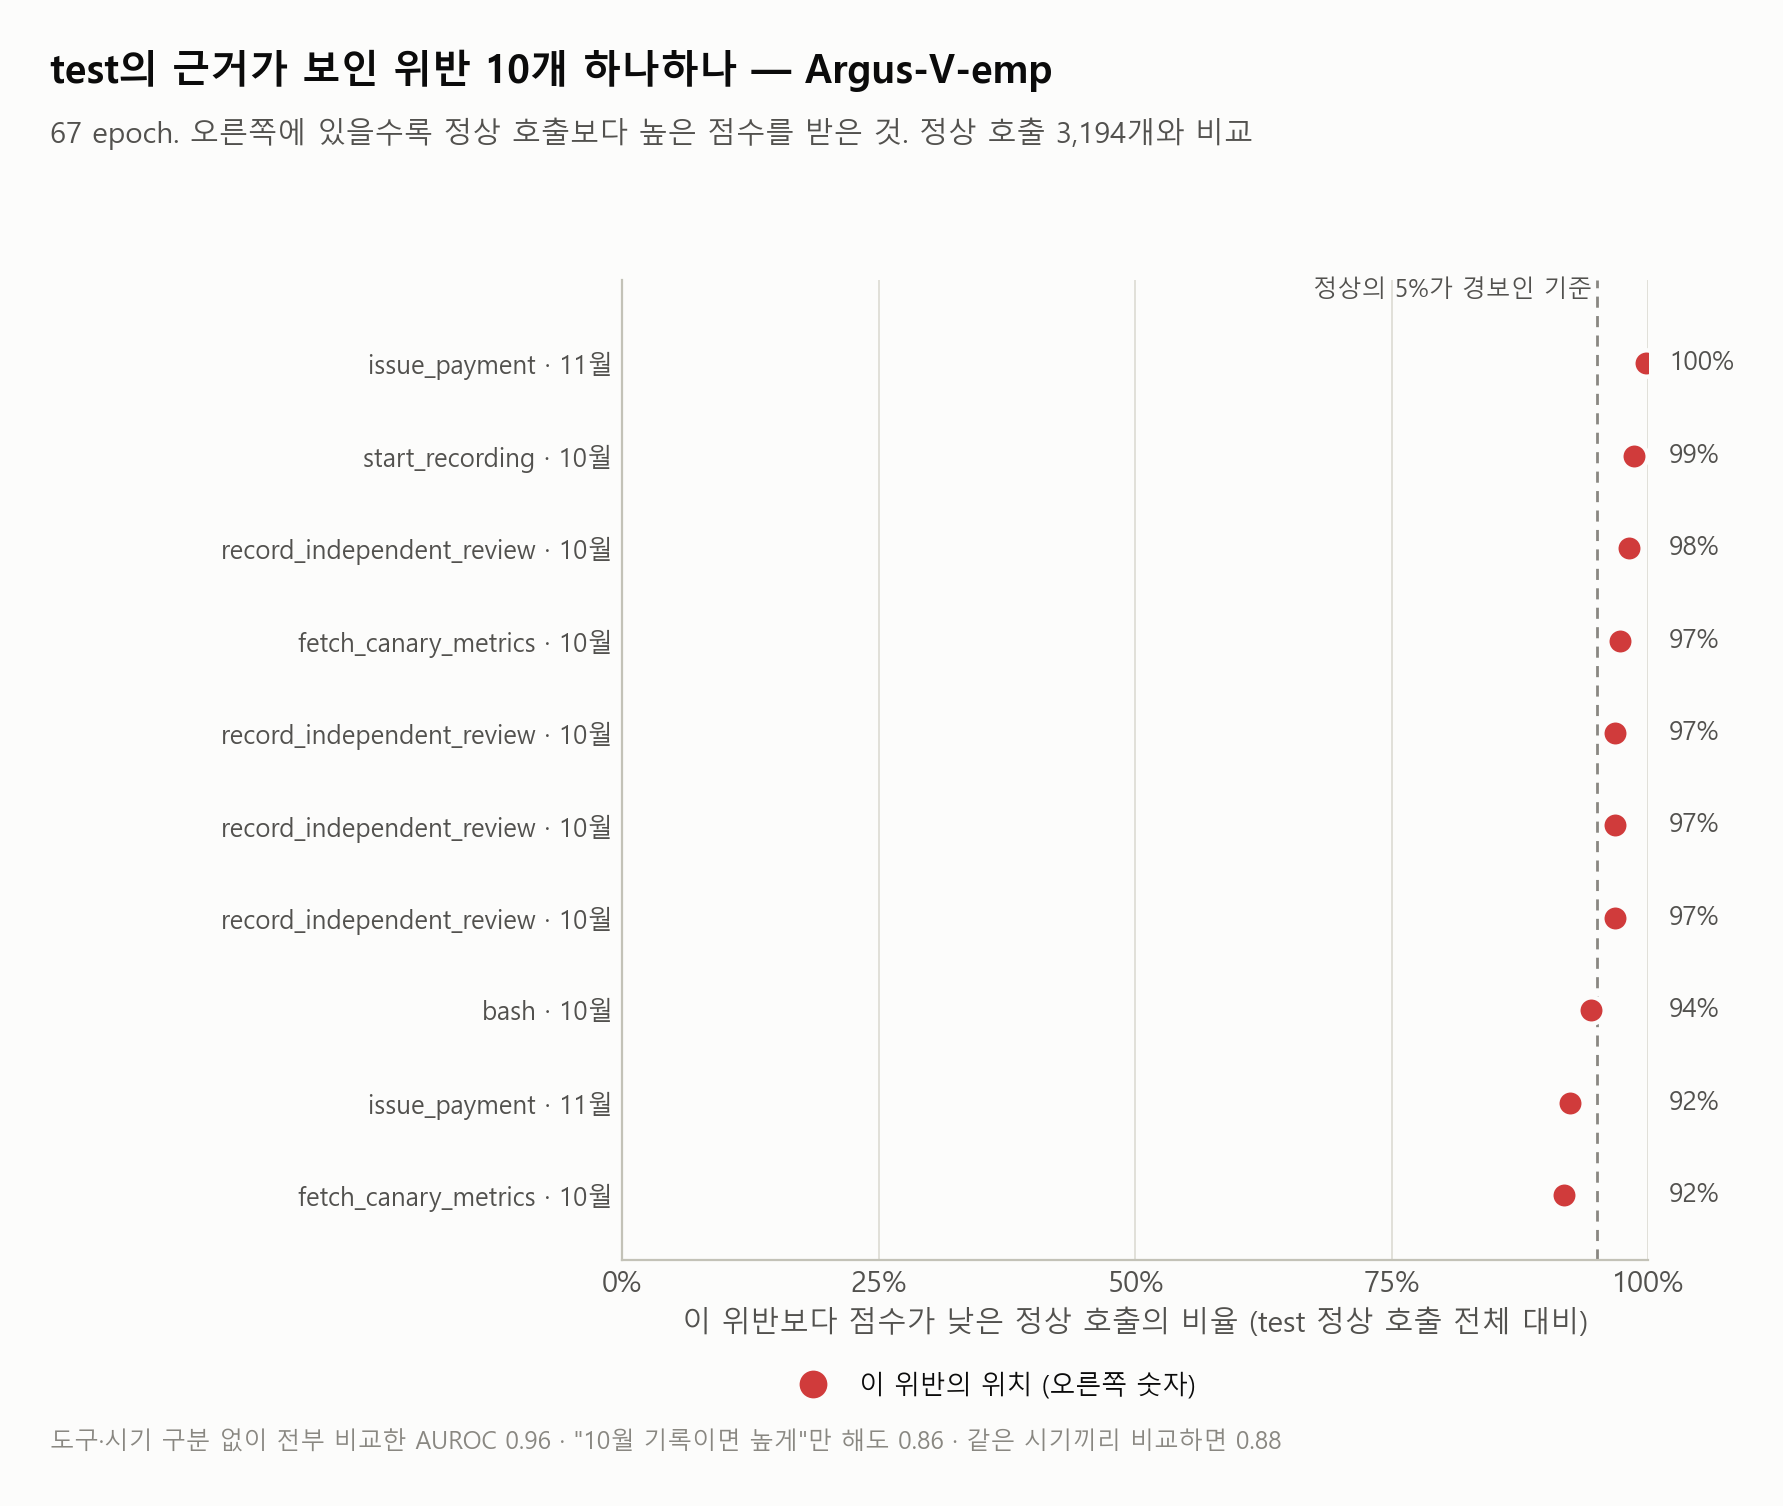 test의 근거가 보인 위반 10개 하나하나 — Argus-V-emp
67 epoch. 오른쪽에 있을수록 정상 호출보다 높은 점수를 받은 것. 정상 호출 3,194개와 비교
정상의 5%가 경보인 기준
issue_payment · 11월 100%
start_recording · 10월 99%
record_independent_review · 10월 98%
fetch_canary_metrics · 10월 97%
record_independent_review · 10월 97%
record_independent_review · 10월 97%
record_independent_review · 10월 97%
bash · 10월 94%
issue_payment · 11월 92%
fetch_canary_metrics · 10월 92%
0% 25% 50% 75% 100%
이 위반보다 점수가 낮은 정상 호출의 비율 (test 정상 호출 전체 대비)
이 위반의 위치 (오른쪽 숫자)
도구·시기 구분 없이 전부 비교한 AUROC 0.96 · "10월 기록이면 높게"만 해도 0.86 · 같은 시기끼리 비교하면 0.88